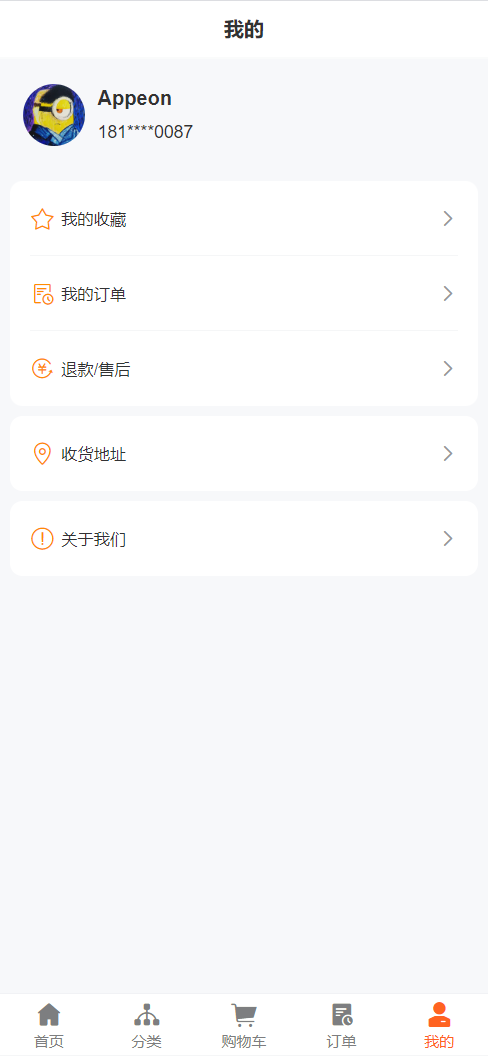 我的
Appeon
181****0087
我的收藏
我的订单
退款/售后
收货地址
关于我们
首页
分类
购物车
订单
我的